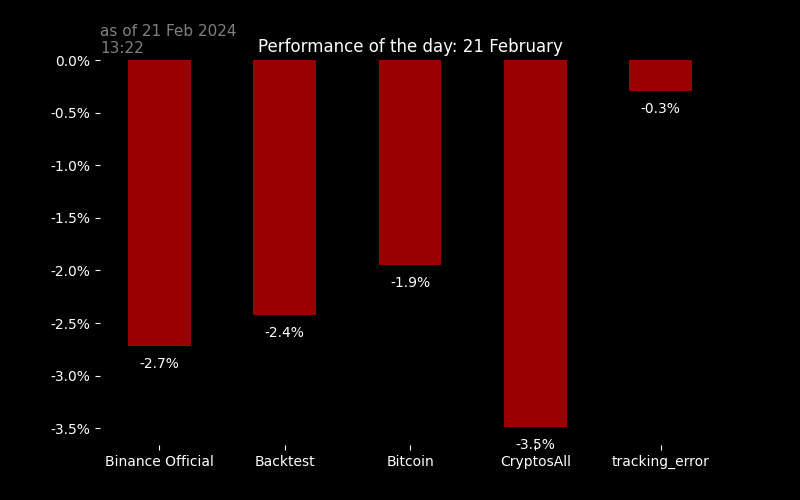 as of 21 Feb 2024
13:22
Performance of the day: 21 February
0.0%
-0.5%
-1.0%
-1.5%
-2.0%
-2.5%
-3.0%
-3.5%
-2.7%
-2.4%
-1.9%
-3.5%
-0.3%
Binance Official
Backtest
Bitcoin
CryptosAll
tracking_error